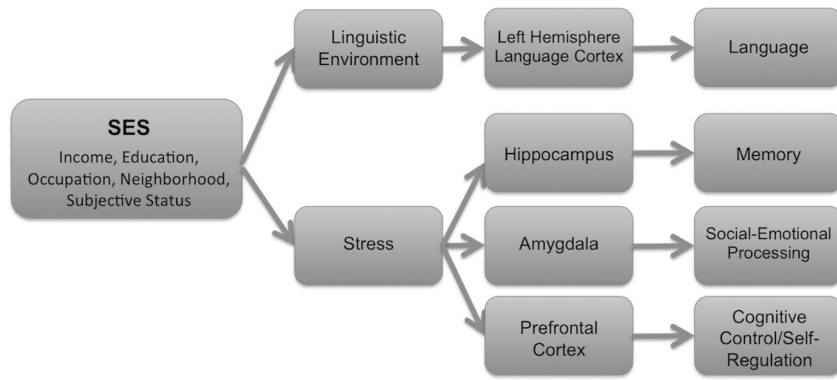 SES
Income, Education,
Occupation, Neighborhood,
Subjective Status
Linguistic
Environment
Left Hemisphere
Language Cortex
Language
Stress
Hippocampus
Memory
Amygdala
Social-Emotional
Processing
Prefrontal
Cortex
Cognitive
Control/Self-
Regulation